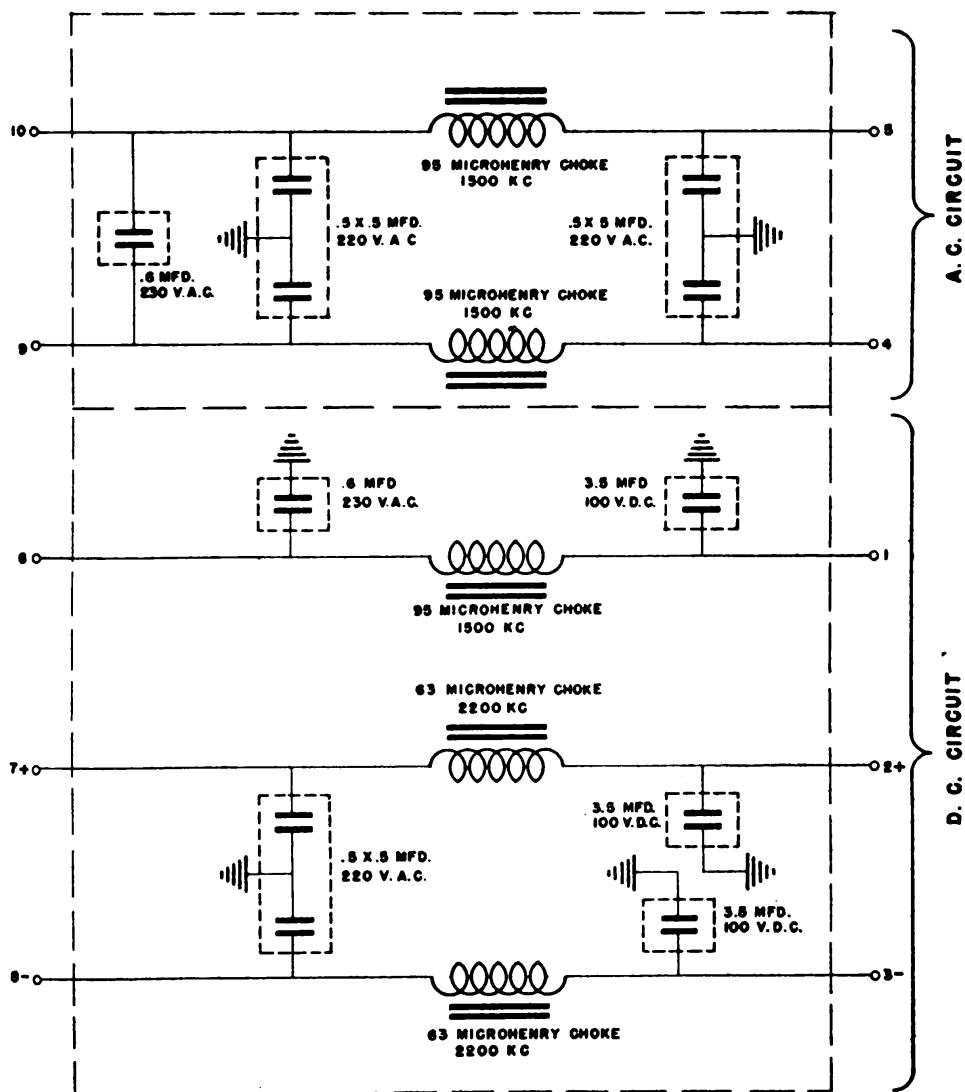 10
5
95 MICROHENRY CHOKE
1500 KC
.5 X .5 MFD.
220 V. A C
.5 X 5 MFD.
220 V A.C.
.6 MFD.
230 V.A.C.
95 MICROHENRY CHOKE
1500 KC
9
4
A. C. CIRCUIT
.6 MFD
230 V.A.C.
3.5 MFD
100 V.D.C.
6
1
95 MICROHENRY CHOKE
1500 KC
63 MICROHENRY CHOKE
2200 KC
7+
2+
3.5 MFD.
100 V.D.C.
.5 X .5 MFD.
220 V.A.C.
3.5 MFD.
100 V.D.C.
8-
3-
63 MICROHENRY CHOKE
2200 KC
D. C. CIRCUIT